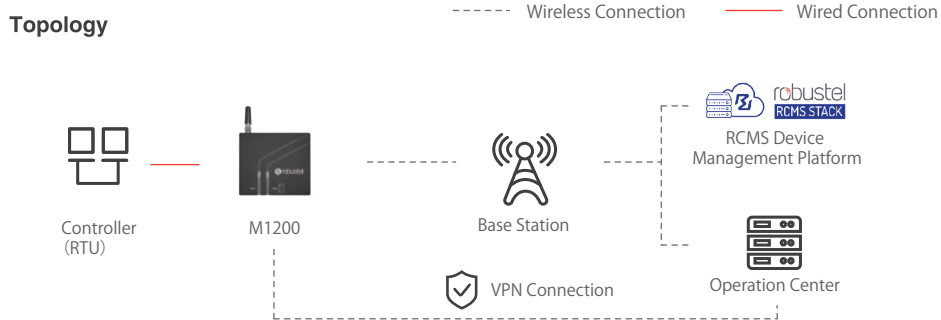 Topology
Wireless Connection
Wired Connection
robustel
RCMS STACK
RCMS Device
Management Platform
robustel
Controller
(RTU)
M1200
Base Station
Operation Center
VPN Connection